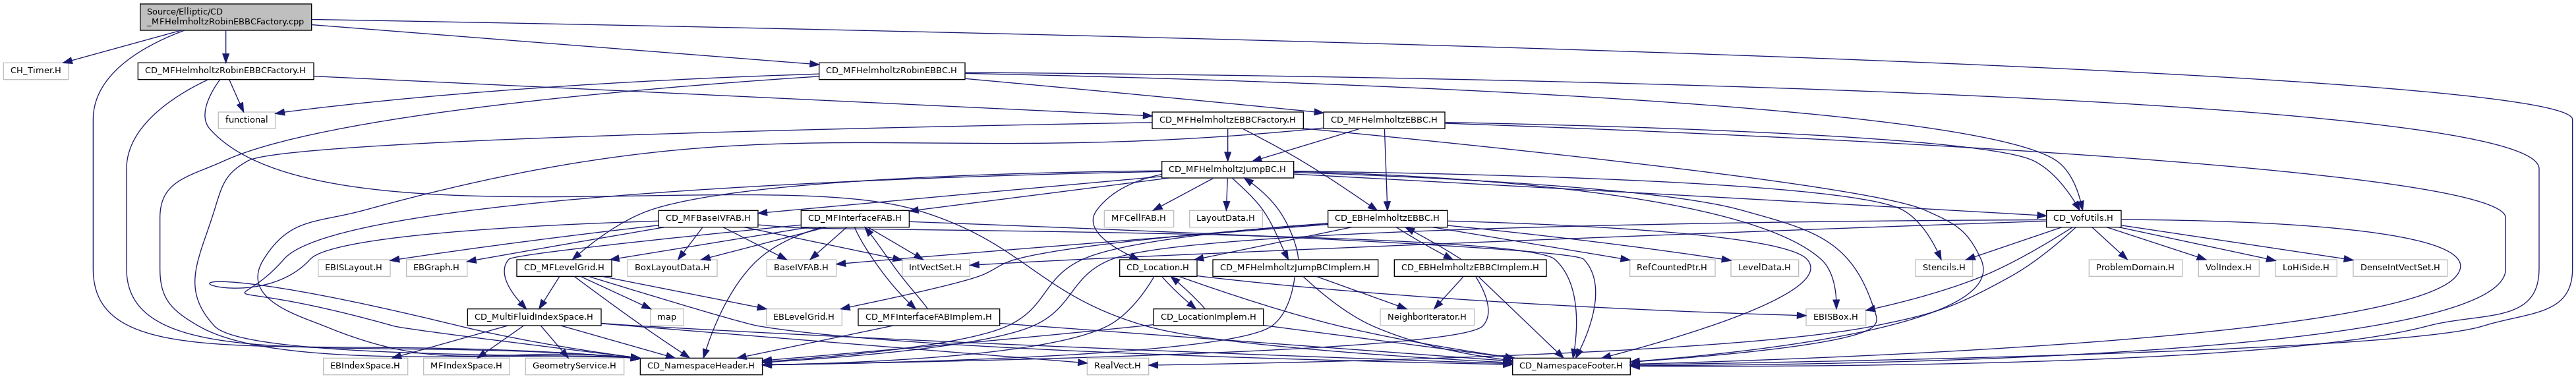 Source/Elliptic/CD
_MFHelmholtzRobinEBBCFactory.cpp
CH_Timer.H
CD_MFHelmholtzRobinEBBCFactory.H
CD_MFHelmholtzRobinEBBC.H
functional
CD_MFHelmholtzEBBCFactory.H
CD_MFHelmholtzEBBC.H
CD_MFHelmholtzJumpBC.H
CD_MFBaseIVFAB.H
CD_MFInterfaceFAB.H
MFCellFAB.H
LayoutData.H
CD_EBHelmholtzEBBC.H
CD_VofUtils.H
EBISLayout.H
EBGraph.H
CD_MFLevelGrid.H
BoxLayoutData.H
BaseIVFAB.H
IntVectSet.H
CD_Location.H
CD_MFHelmholtzJumpBCImplem.H
CD_EBHelmholtzEBBCImplem.H
RefCountedPtr.H
LevelData.H
Stencils.H
ProblemDomain.H
VolIndex.H
LoHiSide.H
DenseIntVectSet.H
CD_MultiFluidIndexSpace.H
map
EBLevelGrid.H
CD_MFInterfaceFABImplem.H
CD_LocationImplem.H
NeighborIterator.H
EBISBox.H
EBIndexSpace.H
MFIndexSpace.H
GeometryService.H
CD_NamespaceHeader.H
RealVect.H
CD_NamespaceFooter.H